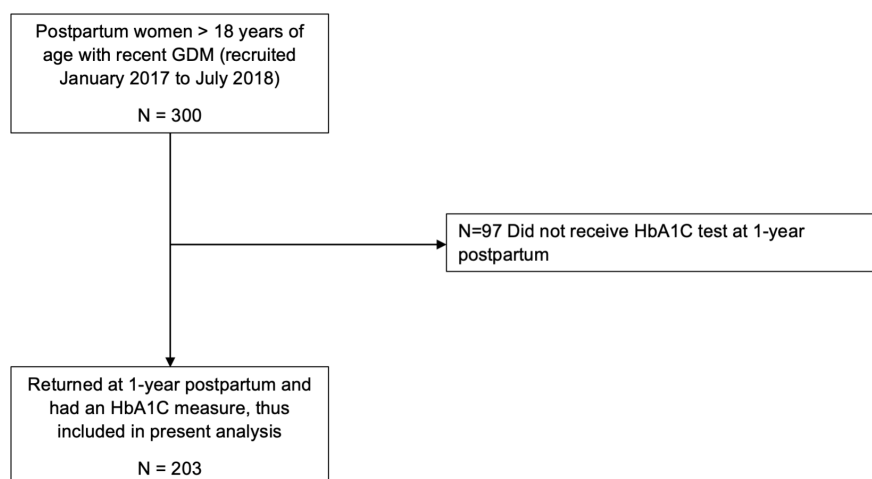 Postpartum women > 18 years of
age with recent GDM (recruited
January 2017 to July 2018)
N = 300
N=97 Did not receive HbA1C test at 1-year
postpartum
Returned at 1-year postpartum and
had an HbA1C measure, thus
included in present analysis
N = 203